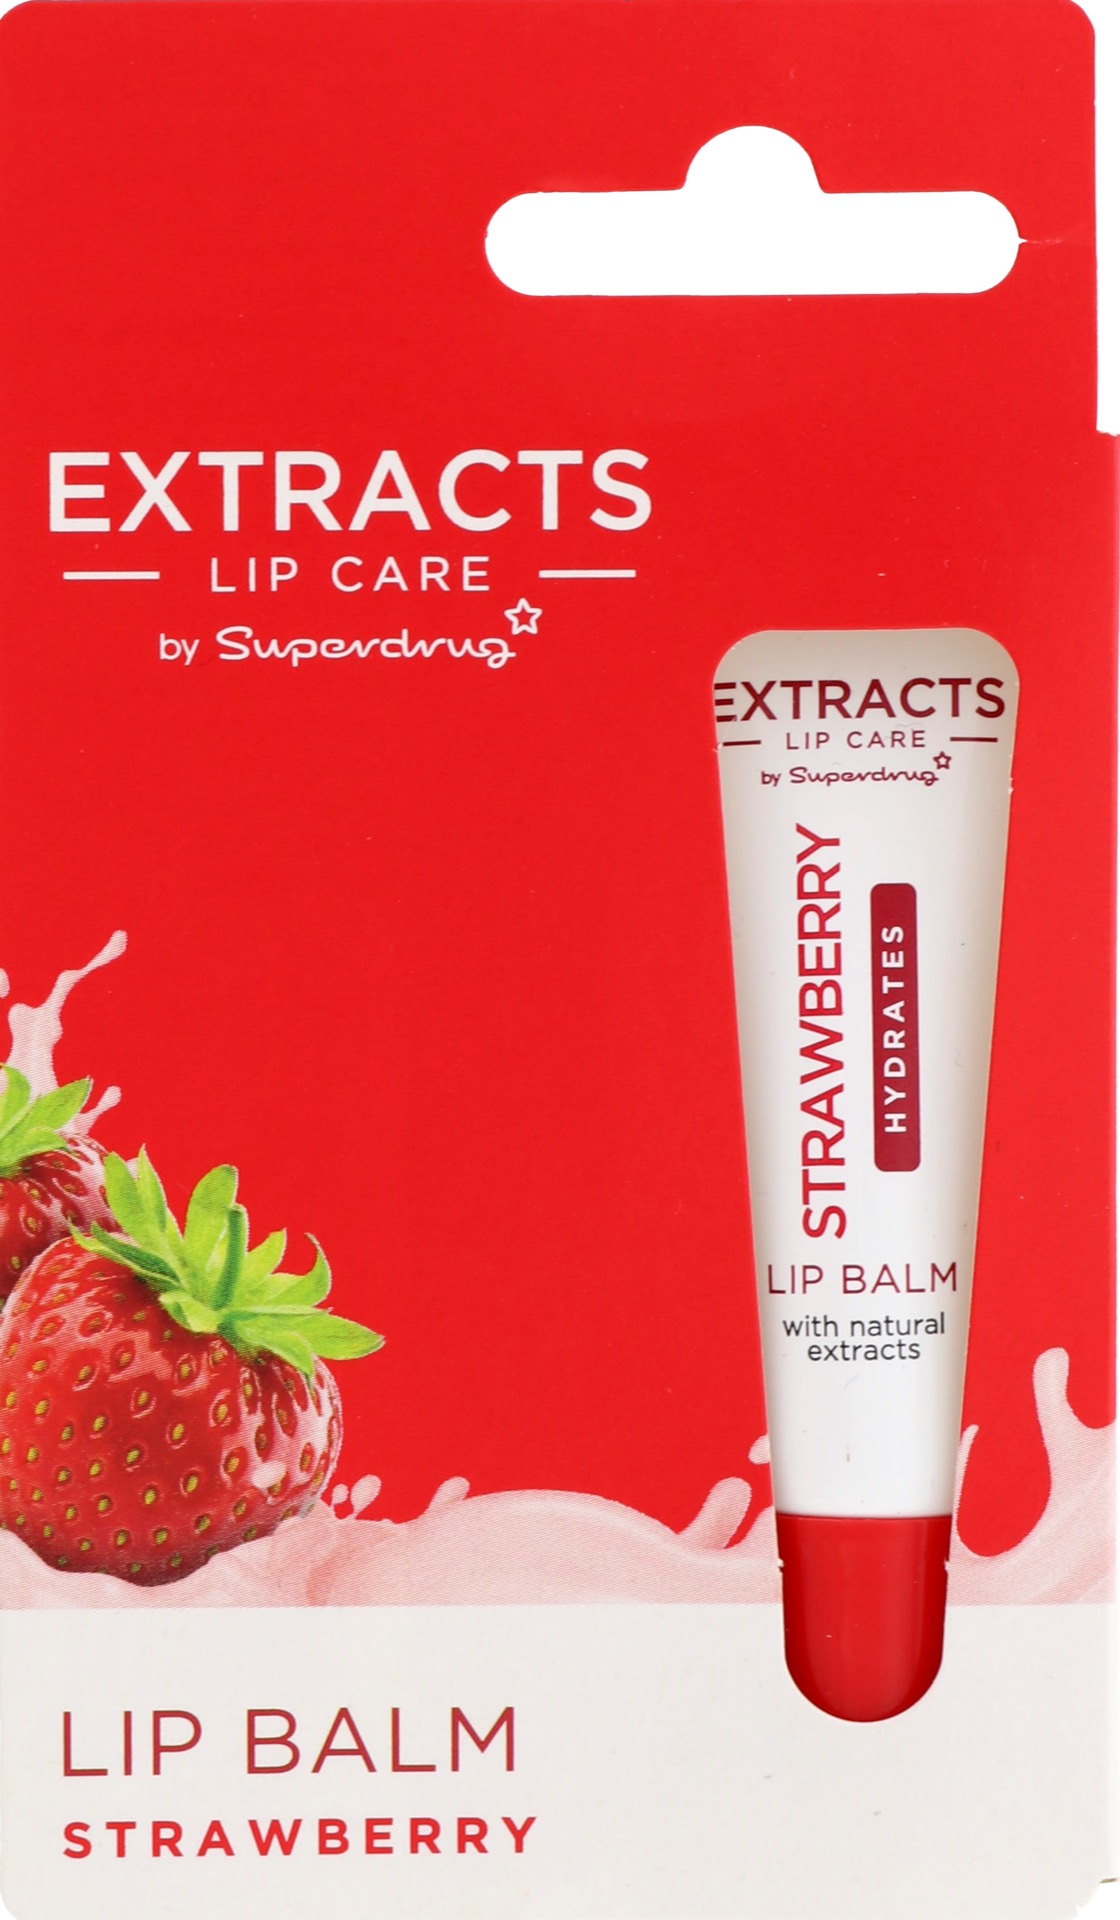 EXTRACTS
LIP CARE
by Superdrug
EXTRACTS
LIP CARE
by Superdrug
STRAWBERRY
HYDRATES
LIP BALM
with natural
extracts
LIP BALM
STRAWBERRY